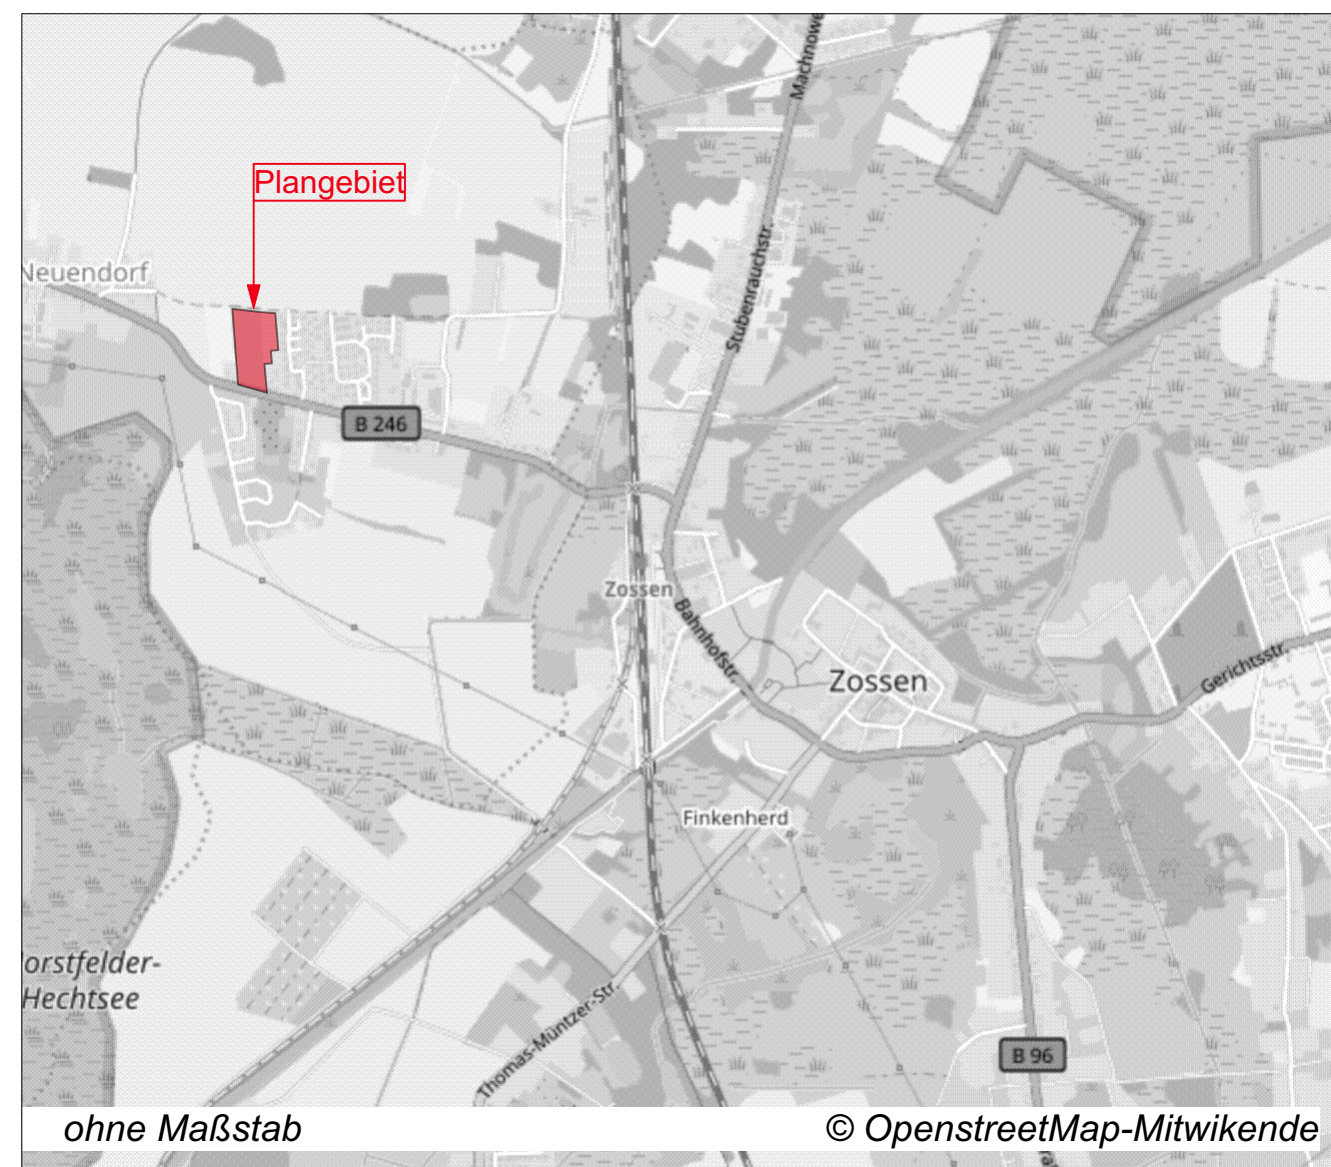 Machnowe
Plangebiet
Stubenrauchstr.
Neuendorf
B 246
Zossen
Bahnhofstr.
Zossen
Gerichtsstr.
Finkenherd
orstfelder-
Hechtsee
Thomas-Müntzer-Str.
B 96
ohne Maßstab
© OpenstreetMap-Mitwikende